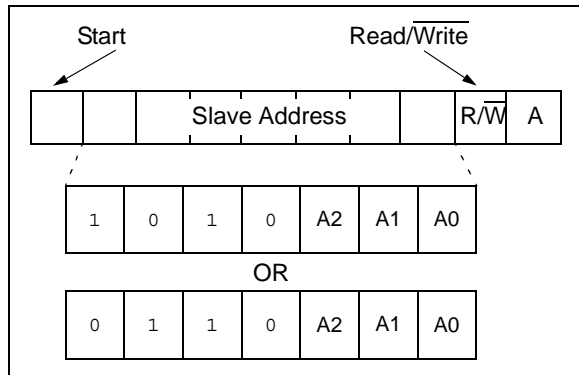 Start Read/Write
Slave Address R/W A
1 0 1 0 A2 A1 A0
OR
0 1 1 0 A2 A1 A0